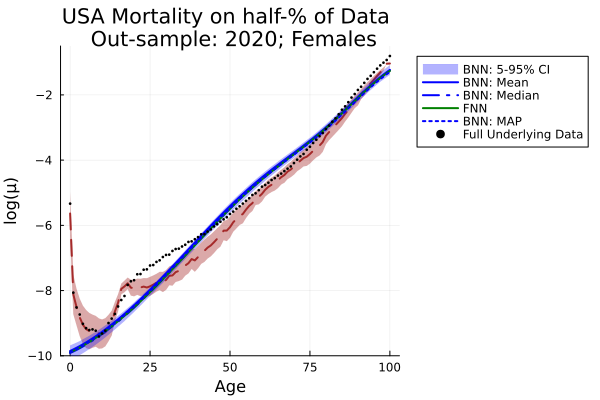 USA Mortality on half-% of Data
Out-sample: 2020; Females
log(μ)
−2
−4
−6
−8
−10
0
25
50
75
100
Age
BNN: 5-95% CI
BNN: Mean
BNN: Median
FNN
BNN: MAP
Full Underlying Data